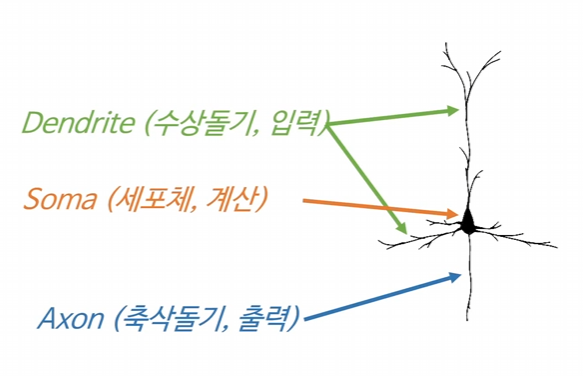 Dendrite (수상돌기, 입력)
Soma (세포체, 계산)
Axon (축삭돌기, 출력)